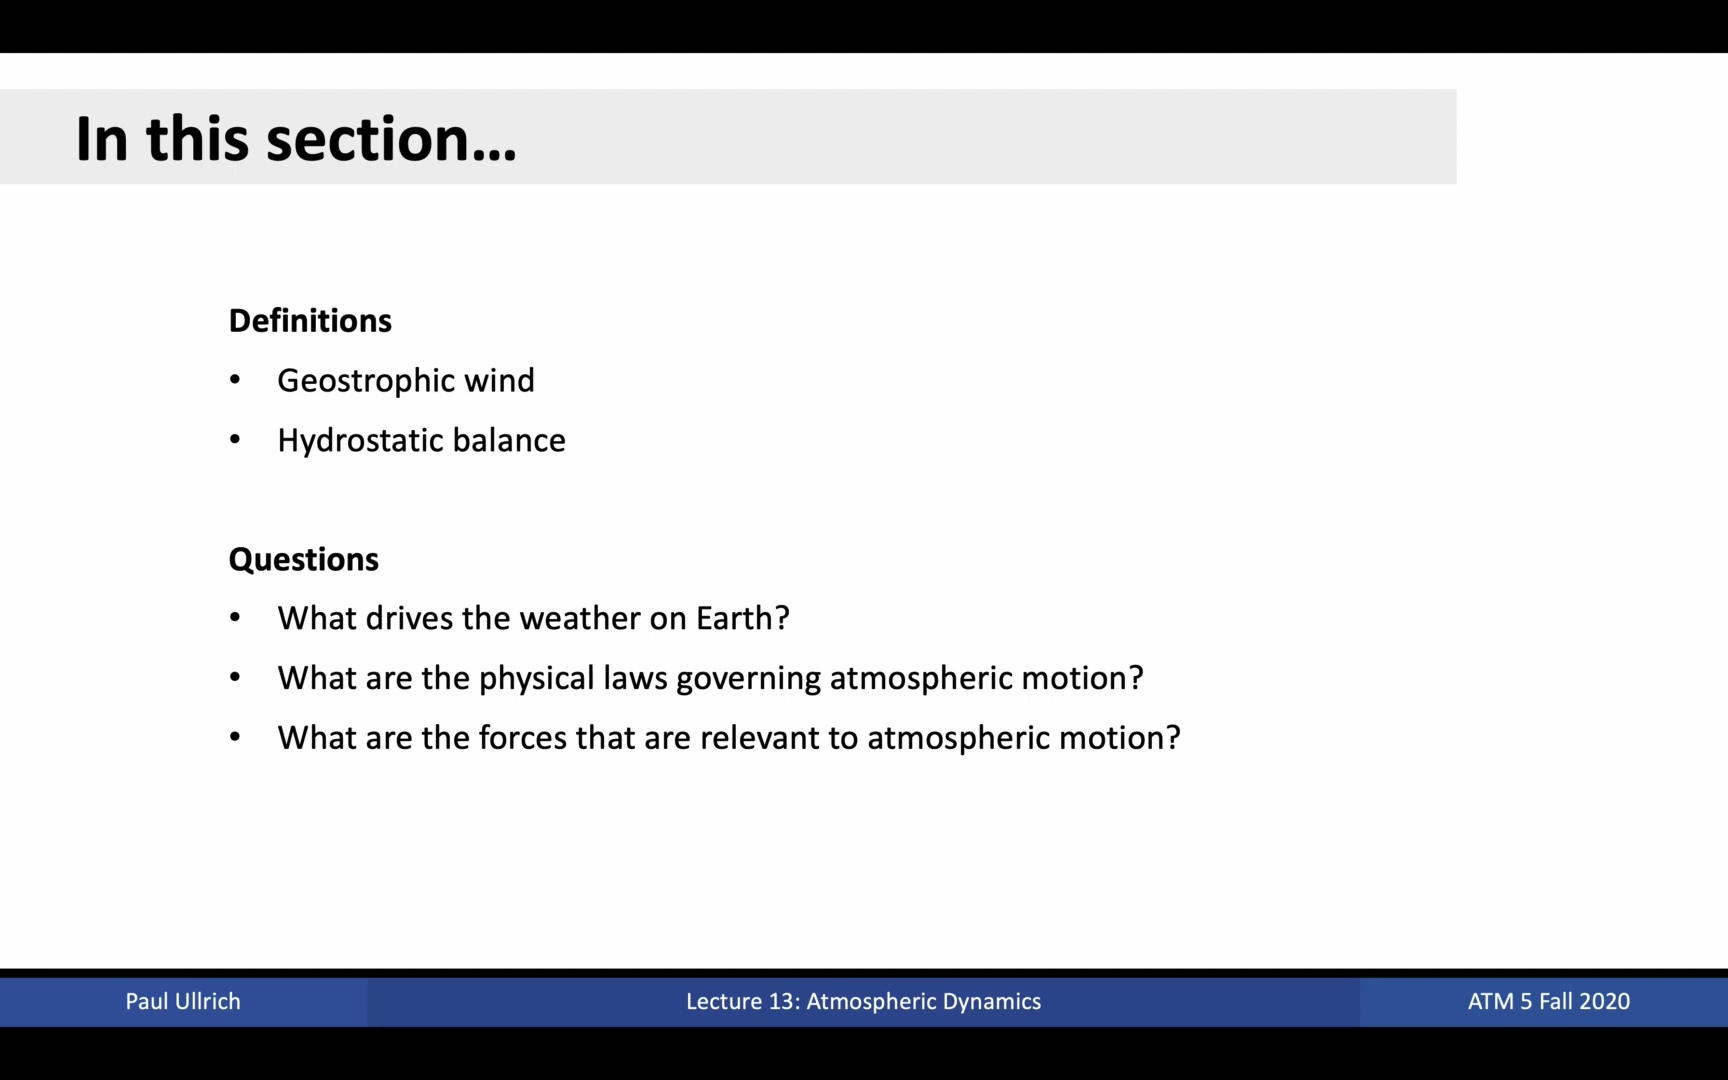 In this section…
Definitions
• Geostrophic wind
• Hydrostatic balance
Questions
• What drives the weather on Earth?
• What are the physical laws governing atmospheric motion?
• What are the forces that are relevant to atmospheric motion?
Paul Ullrich
Lecture 13: Atmospheric Dynamics
ATM 5 Fall 2020